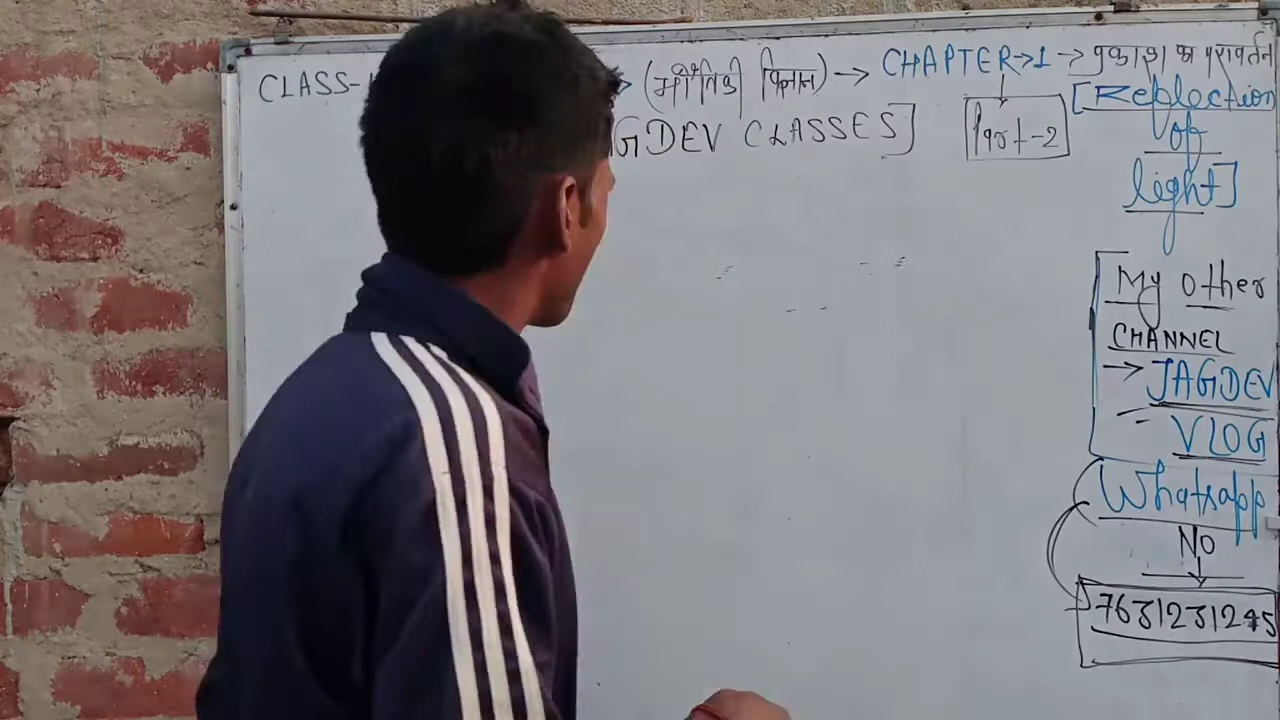 CLASS- → (भौतिकी विज्ञान) → CHAPTER→1 → प्रकाश का परावर्तन
GDEV CLASSES]
Part-2
[Reflection
of
light]
My other
CHANNEL
→ JAGDEV
VLOG
Whatsapp
No
7631231245